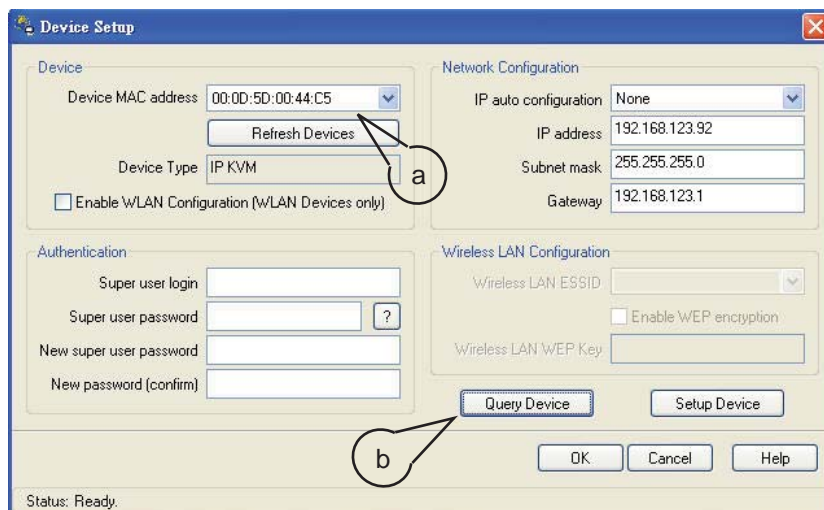 Device Setup
Device
Device MAC address 00:0D:5D:00:44:C5
Refresh Devices
a
Device Type IP KVM
Enable WLAN Configuration (WLAN Devices only)
Network Configuration
IP auto configuration None
IP address 192.168.123.92
Subnet mask 255.255.255.0
Gateway 192.168.123.1
Authentication
Super user login
Super user password ?
New super user password
New password (confirm)
Wireless LAN Configuration
Wireless LAN ESSID
Enable WEP encryption
Wireless LAN WEP Key
Query Device Setup Device
b
OK Cancel Help
Status: Ready.